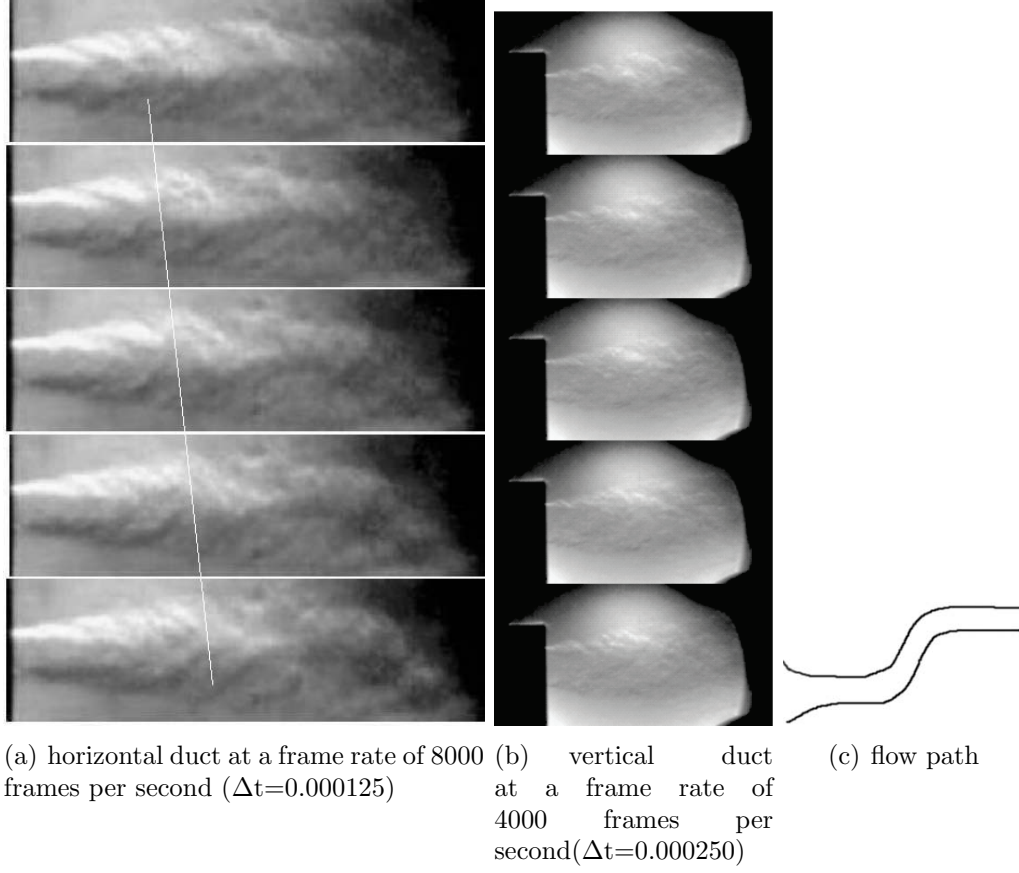 (a) horizontal duct at a frame rate of 8000
frames per second (Δt=0.000125)
(b) vertical duct
at a frame rate of
4000 frames per
second(Δt=0.000250)
(c) flow path